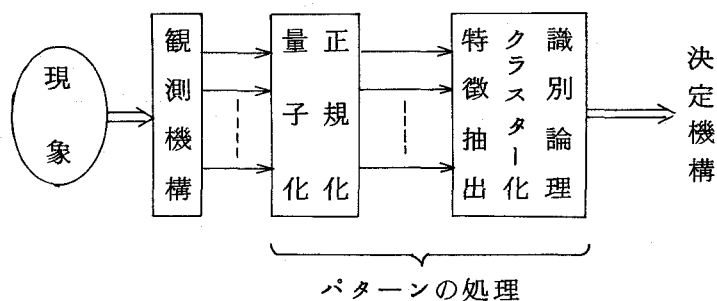 現象
観測機構
量子化
正規化
特徴抽出
クラスター化
識別論理
決定機構
パターンの処理